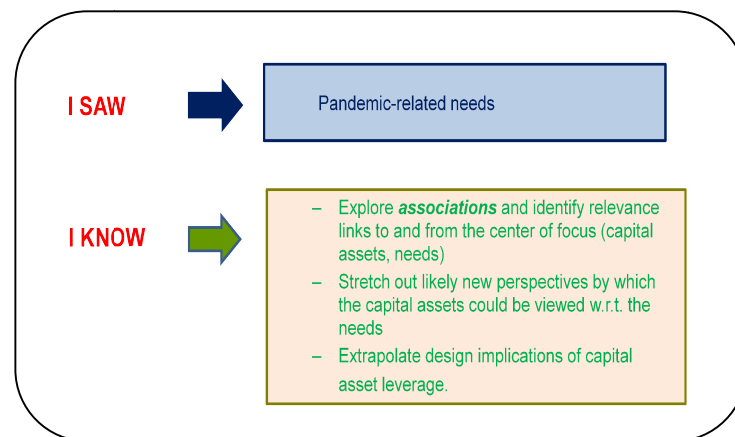 I SAW
Pandemic-related needs
I KNOW
– Explore associations and identify relevance
links to and from the center of focus (capital
assets, needs)
– Stretch out likely new perspectives by which
the capital assets could be viewed w.r.t. the
needs
– Extrapolate design implications of capital
asset leverage.